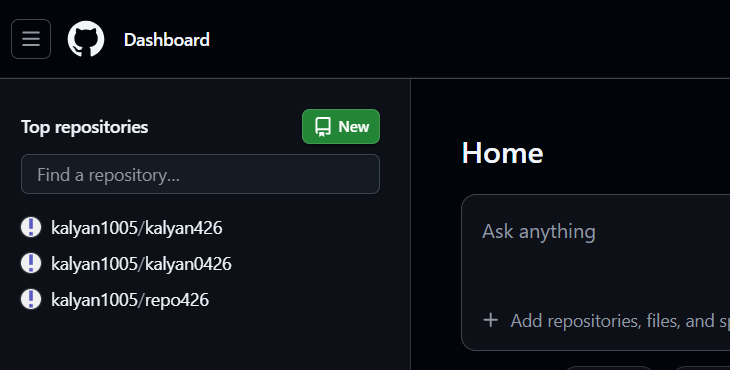 Dashboard
Top repositories
New
Find a repository...
kalyan1005/kalyan426
kalyan1005/kalyan0426
kalyan1005/repo426
Home
Ask anything
Add repositories, files, and